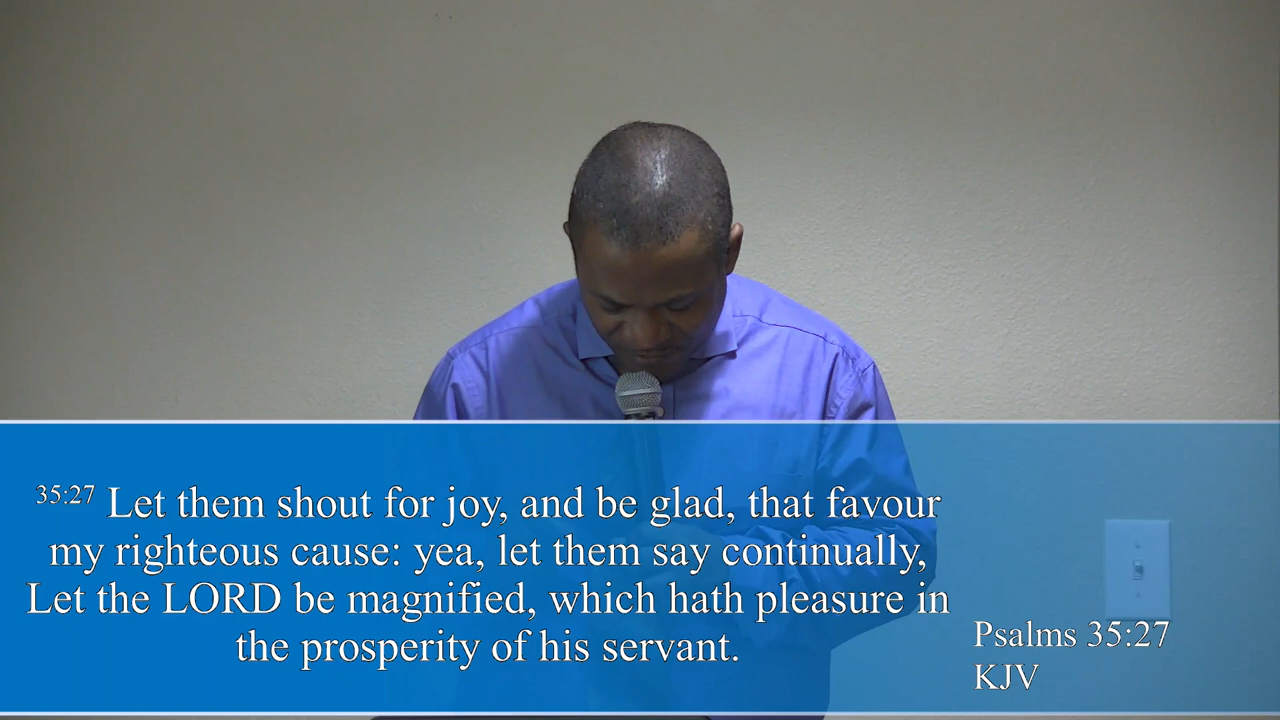 35:27 Let them shout for joy, and be glad, that favour
my righteous cause: yea, let them say continually,
Let the LORD be magnified, which hath pleasure in
the prosperity of his servant.
Psalms 35:27
KJV